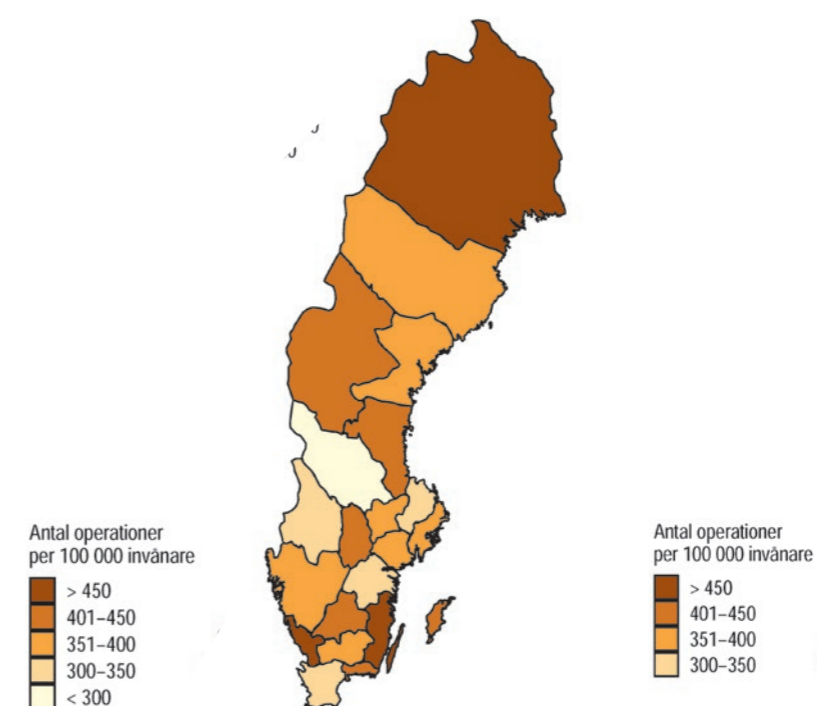 Antal operationer
per 100 000 invånare
> 450
401–450
351–400
300–350
< 300
Antal operationer
per 100 000 invånare
> 450
401–450
351–400
300–350